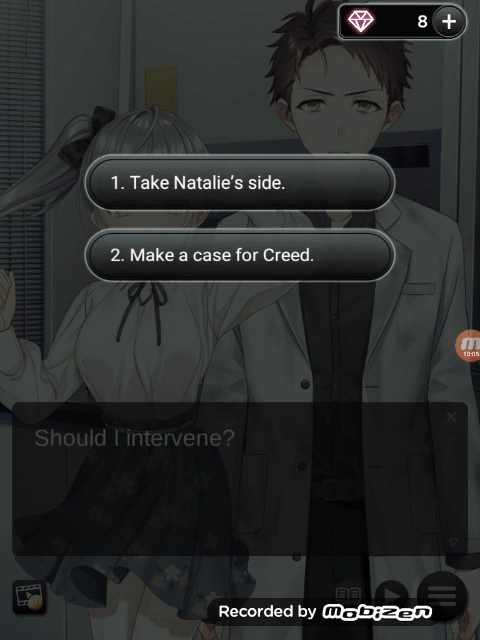 8 +
1. Take Natalie's side.
2. Make a case for Creed.
10:05
Should I intervene?
Recorded by Mobizen